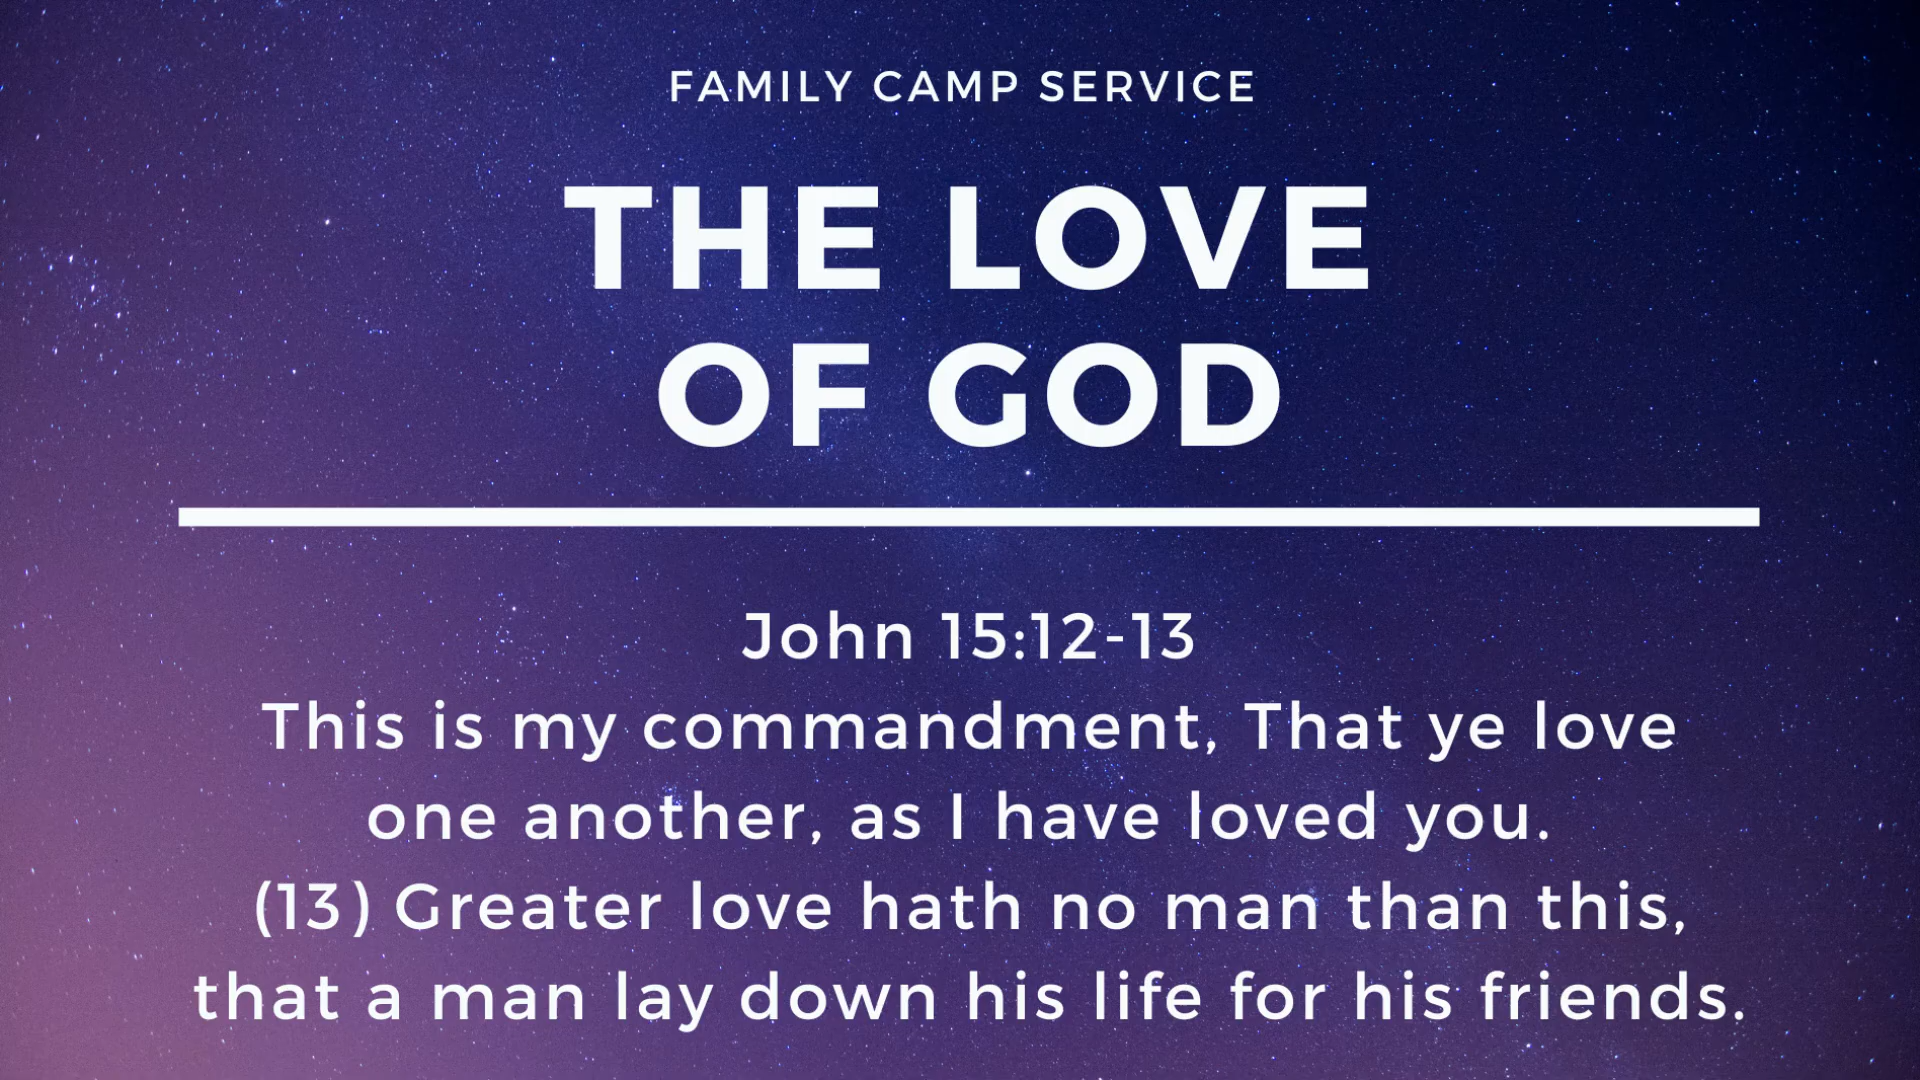 FAMILY CAMP SERVICE
THE LOVE
OF GOD
John 15:12-13
This is my commandment, That ye love
one another, as I have loved you.
(13) Greater love hath no man than this,
that a man lay down his life for his friends.